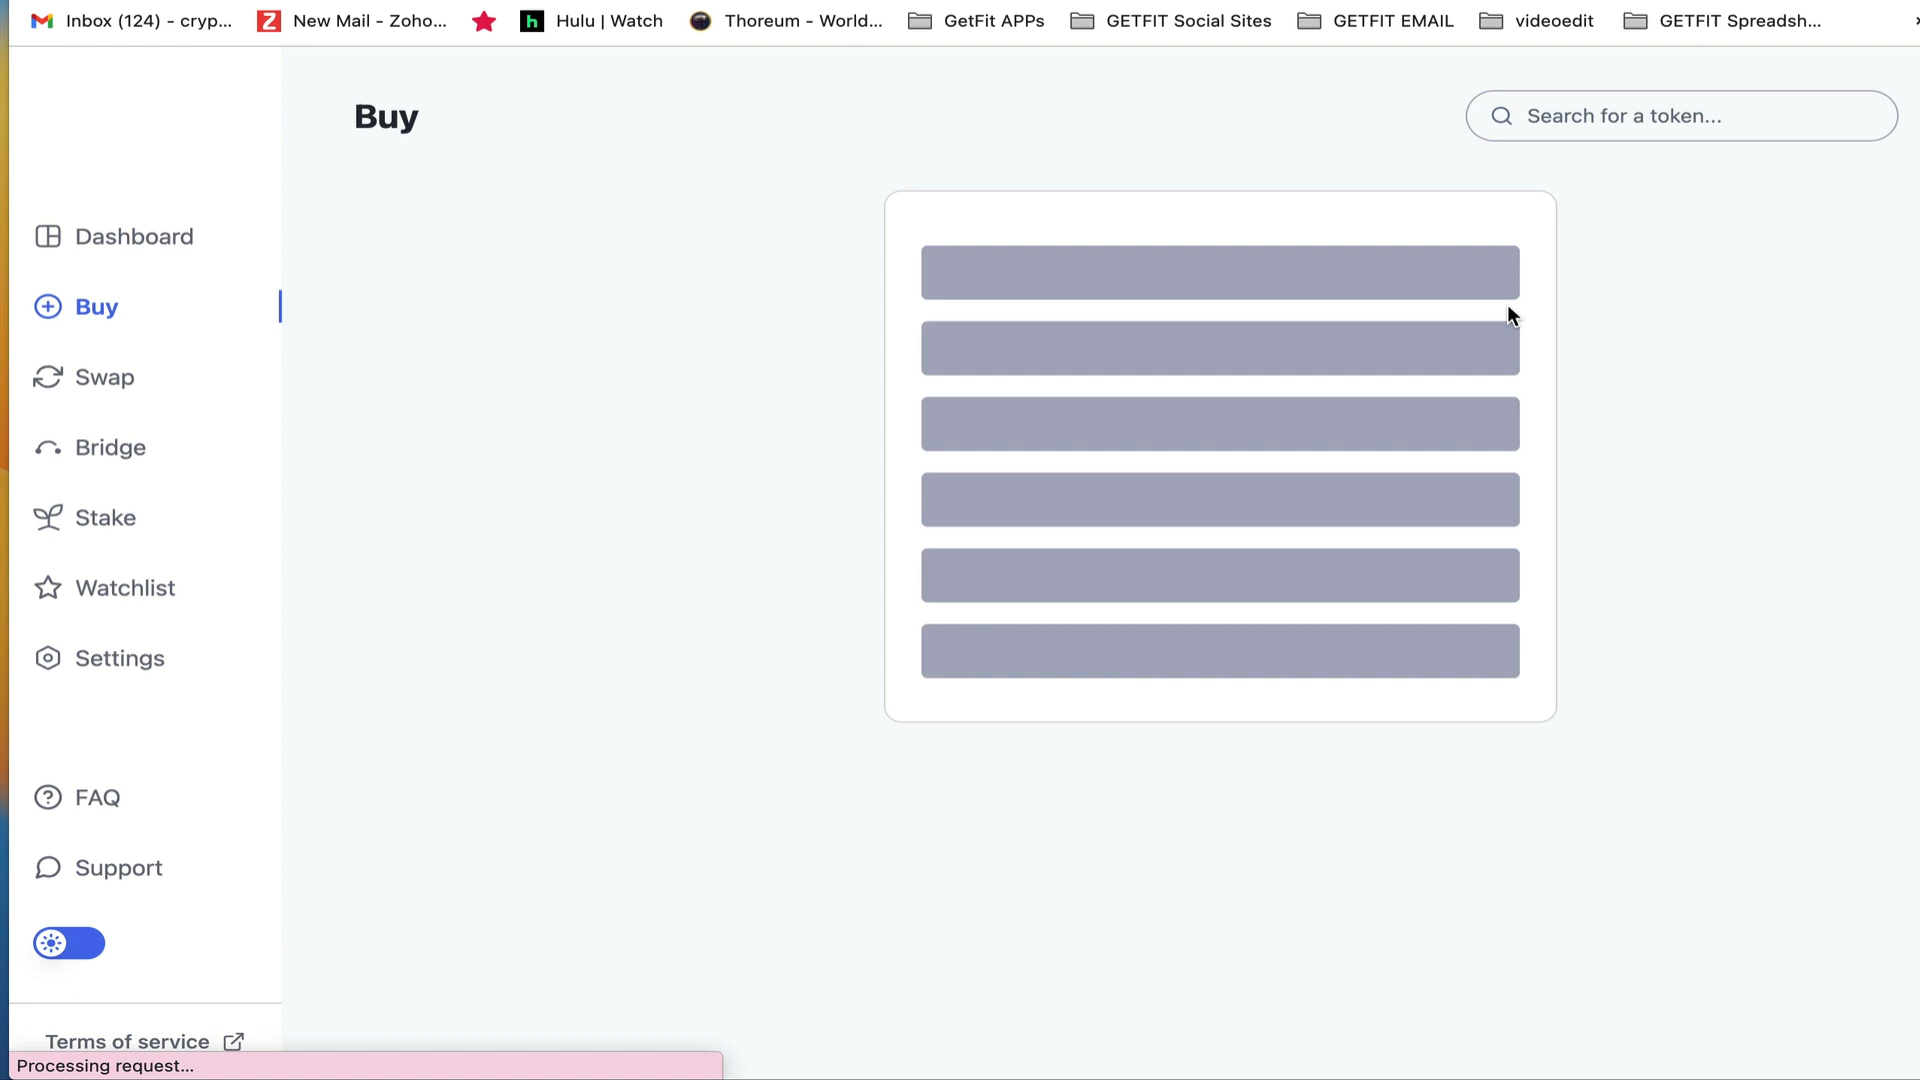 Inbox (124) - cryp...
New Mail - Zoho...
h Hulu | Watch
Thoreum - World...
GetFit APPs
GETFIT Social Sites
GETFIT EMAIL
videoedit
GETFIT Spreadsh...
Buy
Search for a token...
Dashboard
Buy
Swap
Bridge
Stake
Watchlist
Settings
FAQ
Support
Terms of service
Processing request...